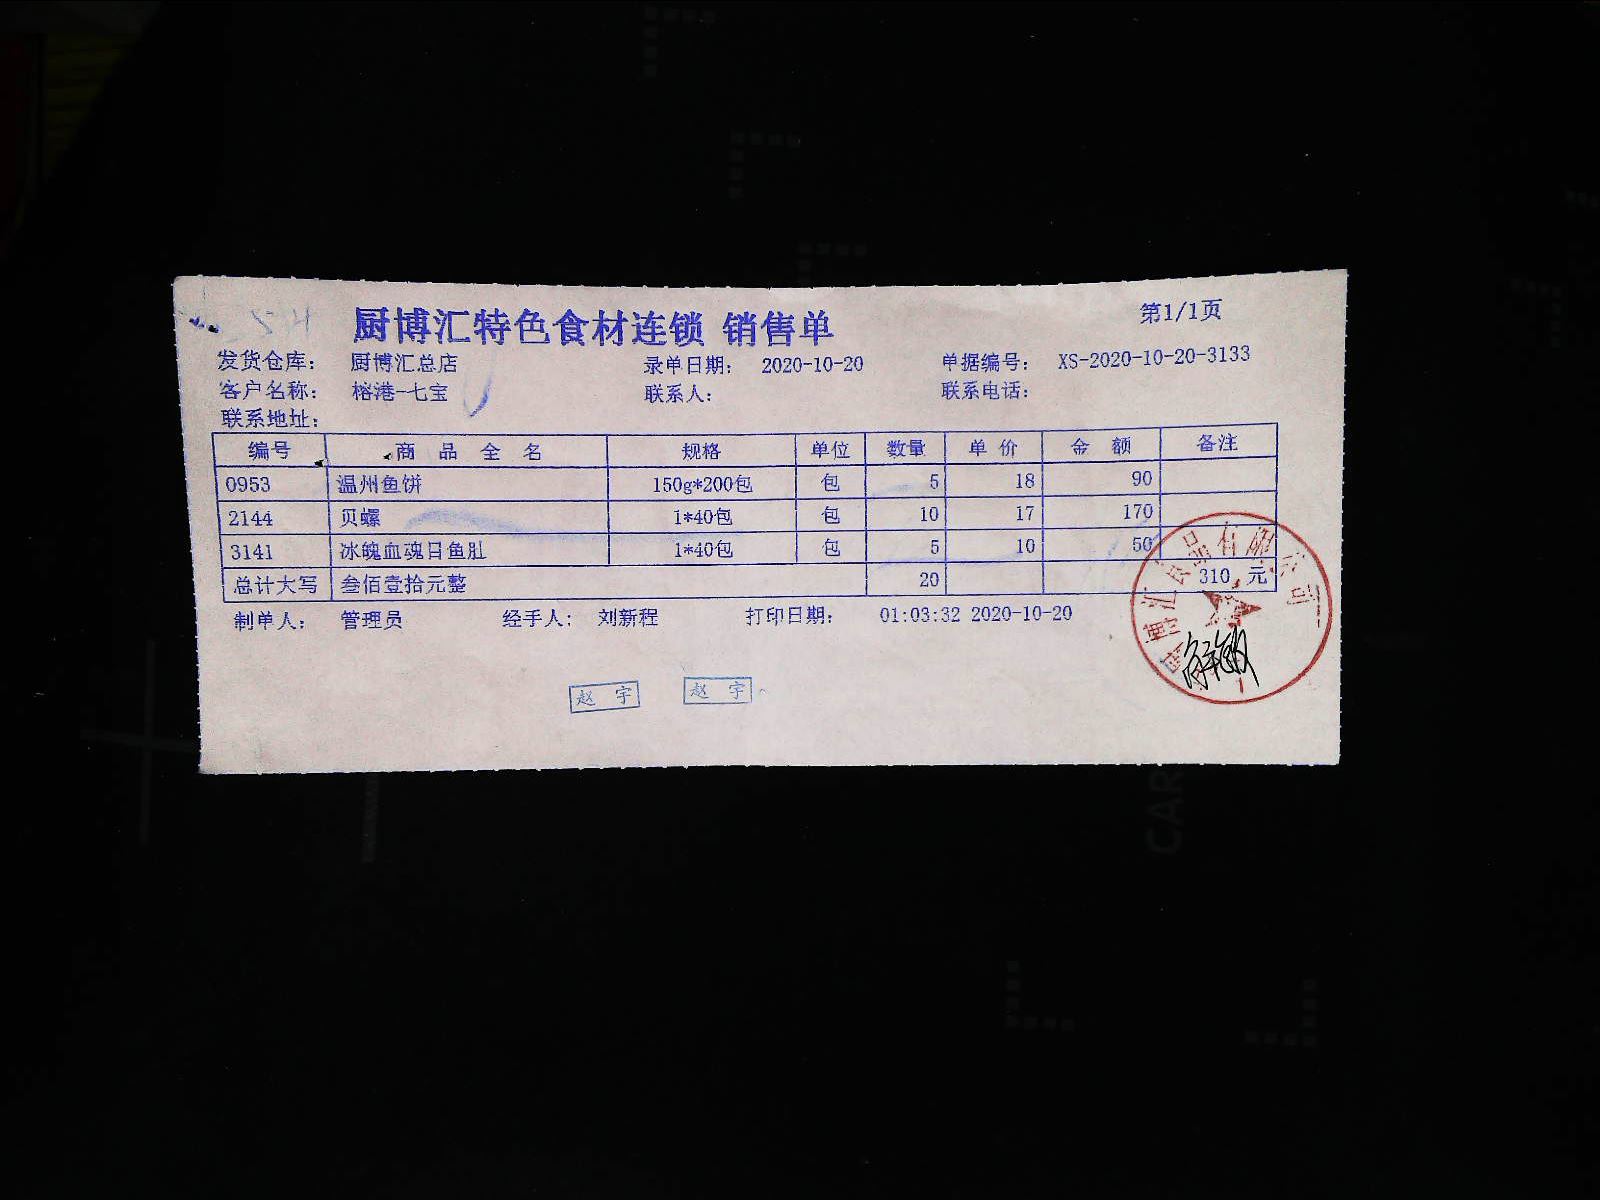 厨博汇特色食材连锁 销售单
第1/1页
发货仓库： 厨博汇总店 录单日期： 2020-10-20 单据编号： XS-2020-10-20-3133
客户名称： 榕港-七宝 联系人： 联系电话：
联系地址：
编号 商品全名 规格 单位 数量 单价 金额 备注
0953 温州鱼饼 150g*200包 包 5 18 90
2144 贝螺 1*40包 包 10 17 170
3141 冰魄血魂目鱼肚 1*40包 包 5 10 50
总计大写 叁佰壹拾元整 20 310 元
制单人： 管理员 经手人： 刘新程 打印日期： 01:03:32 2020-10-20
赵宇 赵宇